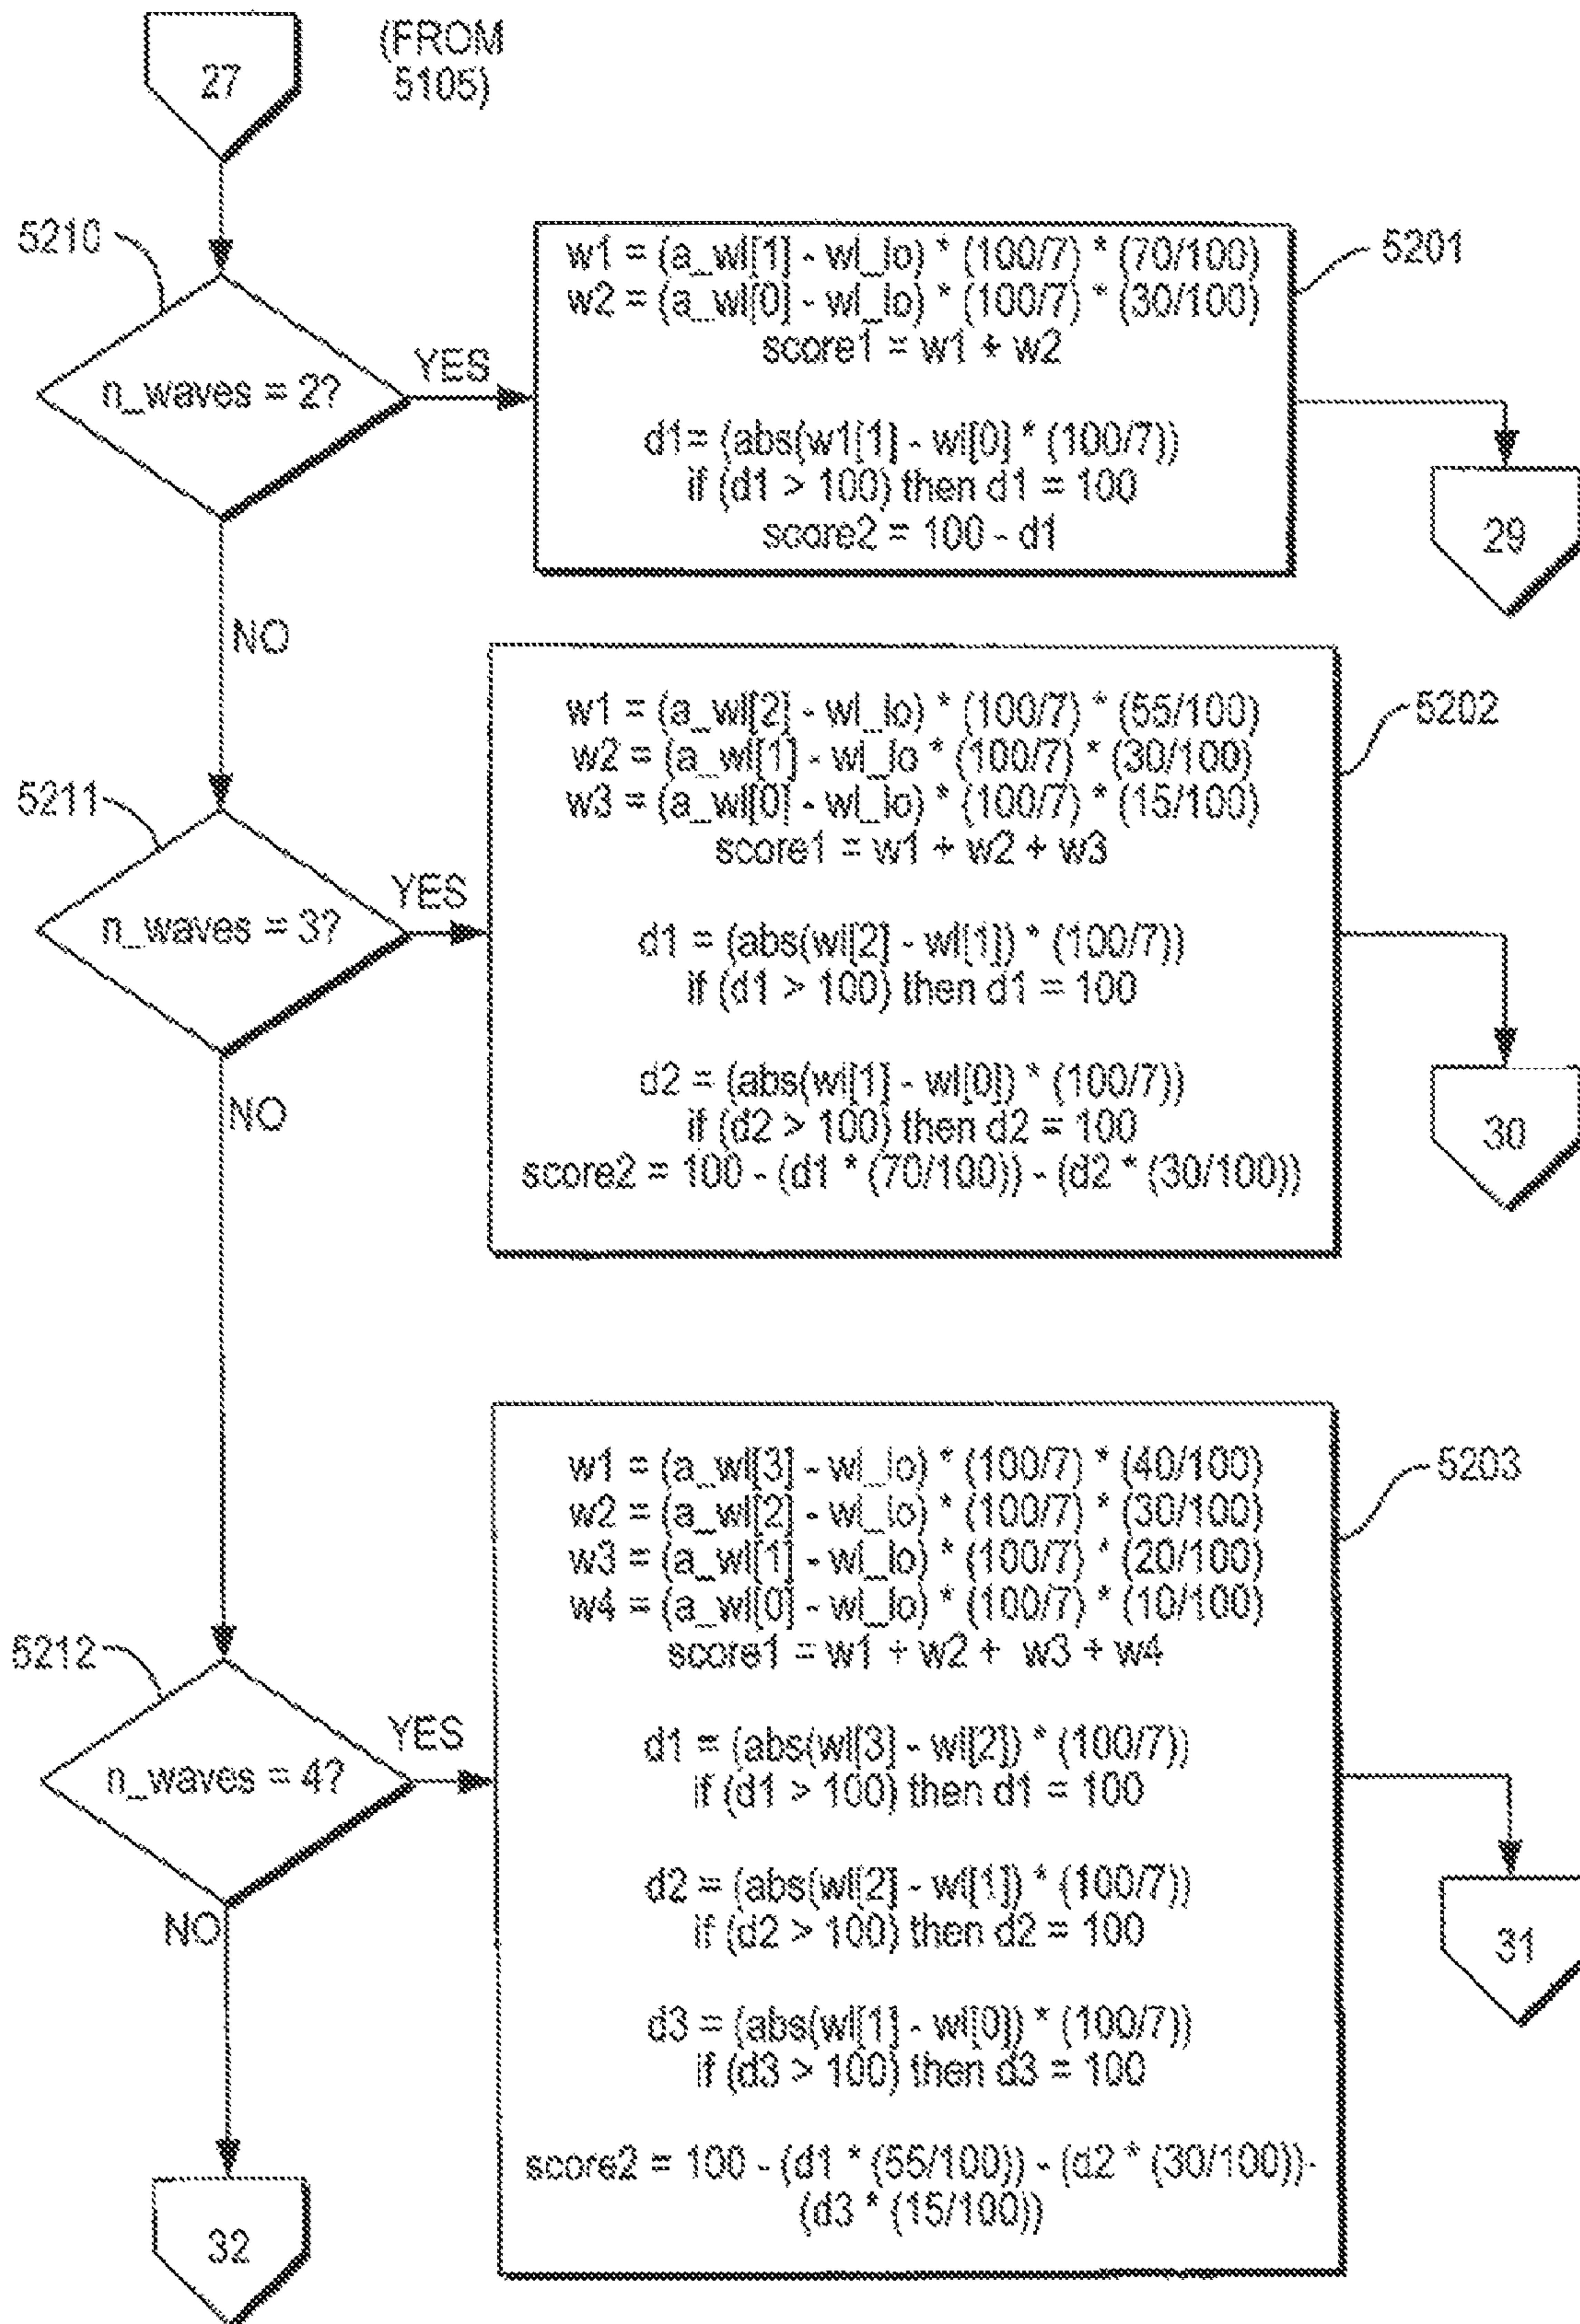 27
(FROM
5105)
5210
n_waves = 2?
YES
NO
w1 = (a_wl[1] - wl_lo) * (100/7) * (70/100)
w2 = (a_wl[0] - wl_lo) * (100/7) * (30/100)
score1 = w1 + w2
d1= (abs(w1[1] - wl[0] * (100/7))
if (d1 > 100) then d1 = 100
score2 = 100 - d1
5201
29
5211
n_waves = 3?
YES
NO
w1 = (a_wl[2] - wl_lo) * (100/7) * (55/100)
w2 = (a_wl[1] - wl_lo * (100/7) * (30/100)
w3 = (a_wl[0] - wl_lo) * (100/7) * (15/100)
score1 = w1 + w2 + w3
d1 = (abs(wl[2] - wl[1]) * (100/7))
if (d1 > 100) then d1 = 100
d2 = (abs(wl[1] - wl[0]) * (100/7))
if (d2 > 100) then d2 = 100
score2 = 100 - (d1 * (70/100)) - (d2 * (30/100))
5202
30
5212
n_waves = 4?
YES
NO
w1 = (a_wl[3] - wl_lo) * (100/7) * (40/100)
w2 = (a_wl[2] - wl_lo) * (100/7) * (30/100)
w3 = (a_wl[1] - wl_lo) * (100/7) * (20/100)
w4 = (a_wl[0] - wl_lo) * (100/7) * (10/100)
score1 = w1 + w2 + w3 + w4
d1 = (abs(wl[3] - wl[2]) * (100/7))
if (d1 > 100) then d1 = 100
d2 = (abs(wl[2] - wl[1]) * (100/7))
if (d2 > 100) then d2 = 100
d3 = (abs(wl[1] - wl[0]) * (100/7))
if (d3 > 100) then d3 = 100
score2 = 100 - (d1 * (55/100)) - (d2 * (30/100))-
(d3 * (15/100))
5203
31
32